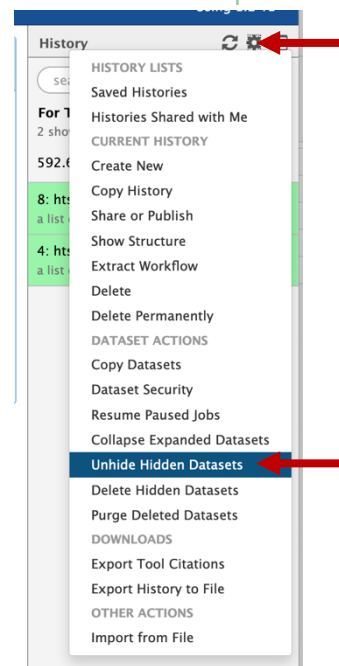 History
HISTORY LISTS
Saved Histories
For T
Histories Shared with Me
2 sho
CURRENT HISTORY
592.6
Create New
Copy History
8: hts
Share or Publish
a list
Show Structure
4: hts
Extract Workflow
a list
Delete
Delete Permanently
DATASET ACTIONS
Copy Datasets
Dataset Security
Resume Paused Jobs
Collapse Expanded Datasets
Unhide Hidden Datasets
Delete Hidden Datasets
Purge Deleted Datasets
DOWNLOADS
Export Tool Citations
Export History to File
OTHER ACTIONS
Import from File